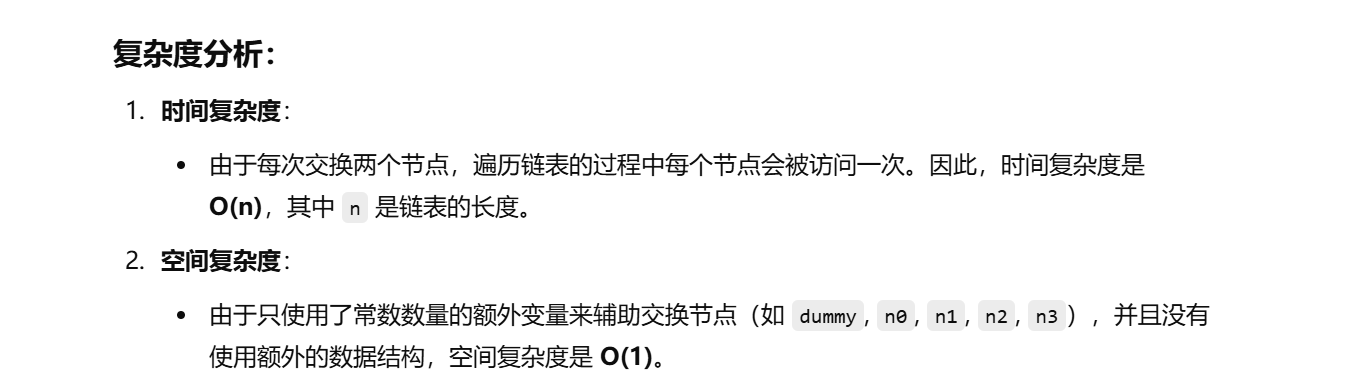 复杂度分析：
1. 时间复杂度：
• 由于每次交换两个节点，遍历链表的过程中每个节点会被访问一次。因此，时间复杂度是
O(n)，其中 n 是链表的长度。
2. 空间复杂度：
• 由于只使用了常数数量的额外变量来辅助交换节点（如 dummy, n0, n1, n2, n3），并且没有
使用额外的数据结构，空间复杂度是 O(1)。